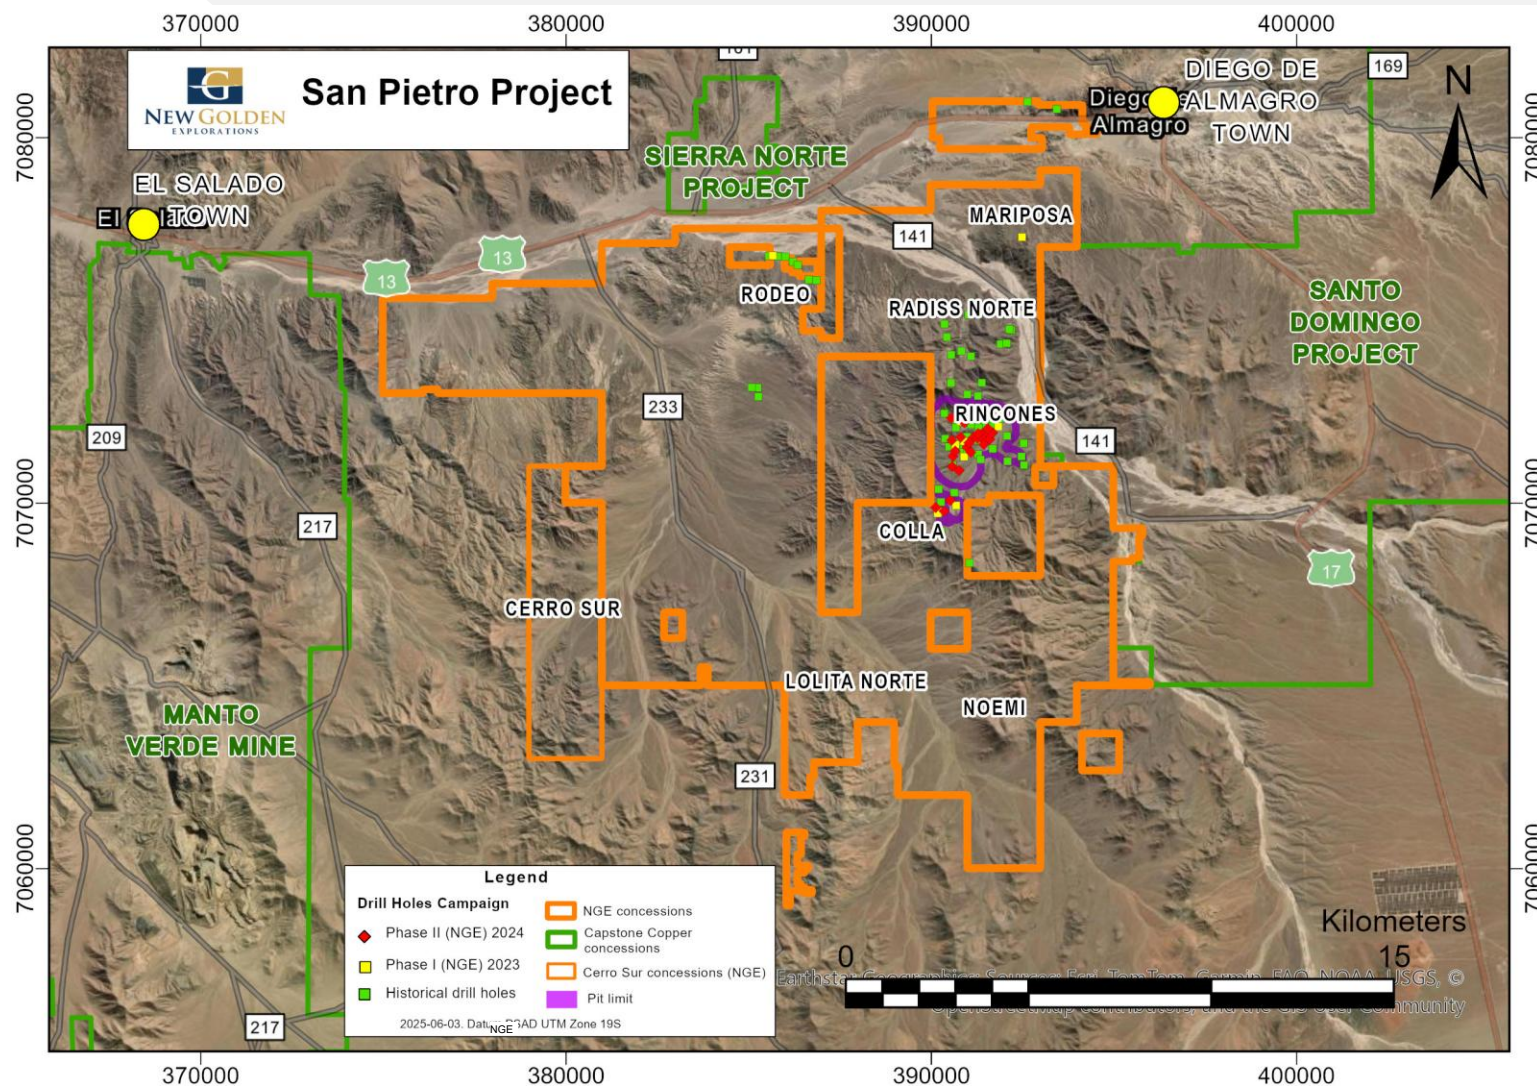 370000
380000
390000
400000
G
NEW GOLDEN
EXPLORATIONS
San Pietro Project
169
DIEGO DE
ALMAGRO
TOWN
Almagro
N
7080000
7080000
SIERRA NORTE
PROJECT
EL SALADO
TOWN
MARIPOSA
141
13
13
RODEO
RADISS NORTE
SANTO
DOMINGO
PROJECT
233
RINCONES
209
141
7070000
7070000
217
COLLA
17
CERRO SUR
LOLITA NORTE
NOEMI
MANTO
VERDE MINE
231
7060000
7060000
Legend
Drill Holes Campaign
Phase II (NGE) 2024
Phase I (NGE) 2023
Historical drill holes
NGE concessions
Capstone Copper
concessions
Cerro Sur concessions (NGE)
Pit limit
NGE
217
Kilometers
0
15
370000
380000
390000
400000